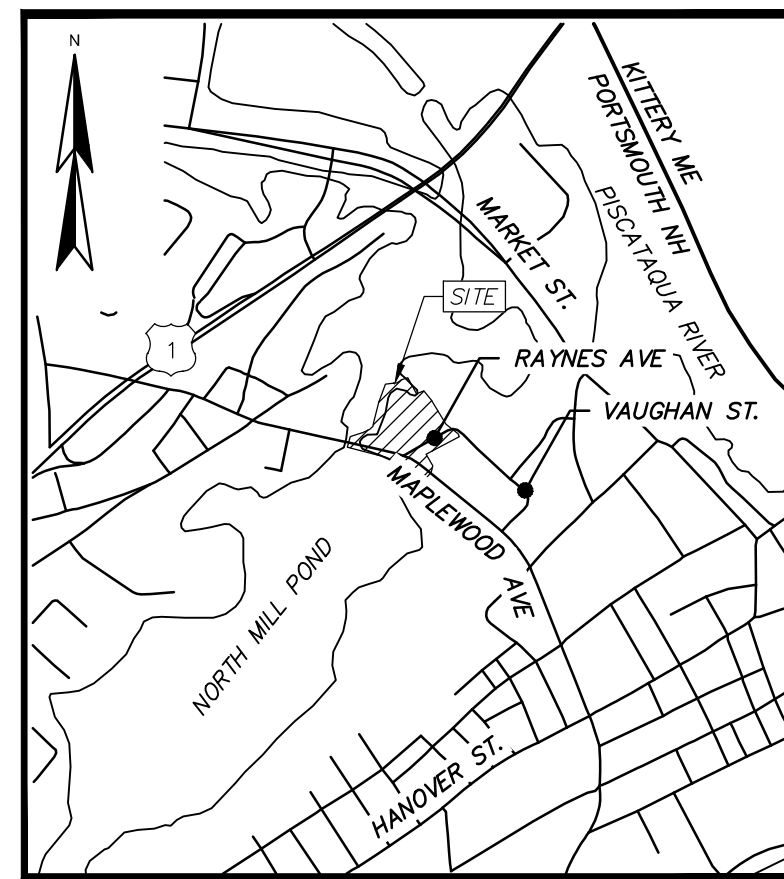 N
KITTERY ME
PORTSMOUTH NH
PISCATAQUA RIVER
MARKET ST.
SITE
1
RAYNES AVE
VAUGHAN ST.
MAPLEWOOD AVE
NORTH MILL POND
HANOVER ST.